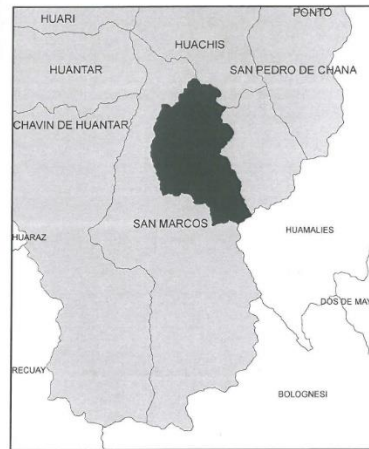 HUARI
PONTO
HUACHIS
HUANTAR
SAN PEDRO DE CHANA
CHAVIN DE HUANTAR
SAN MARCOS
HUARAZ
HUAMALIES
DOS DE MAY
RECUAY
BOLOGNESI